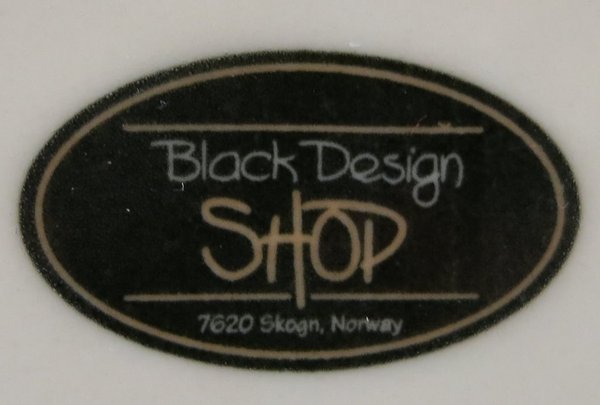 Black Design
SHOP
7620 Skogn, Norway